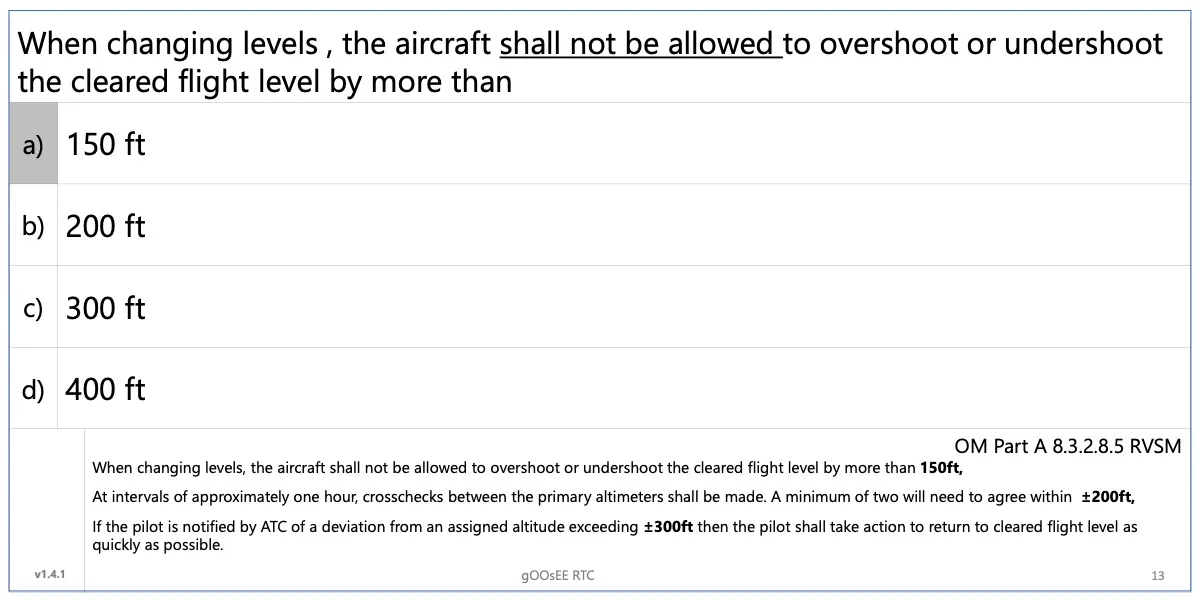 When changing levels , the aircraft shall not be allowed to overshoot or undershoot
the cleared flight level by more than
a) 150 ft
b) 200 ft
c) 300 ft
d) 400 ft
OM Part A 8.3.2.8.5 RVSM
When changing levels, the aircraft shall not be allowed to overshoot or undershoot the cleared flight level by more than 150ft,
At intervals of approximately one hour, crosschecks between the primary altimeters shall be made. A minimum of two will need to agree within ±200ft,
If the pilot is notified by ATC of a deviation from an assigned altitude exceeding ±300ft then the pilot shall take action to return to cleared flight level as
quickly as possible.
v1.4.1 gOOsEE RTC 13